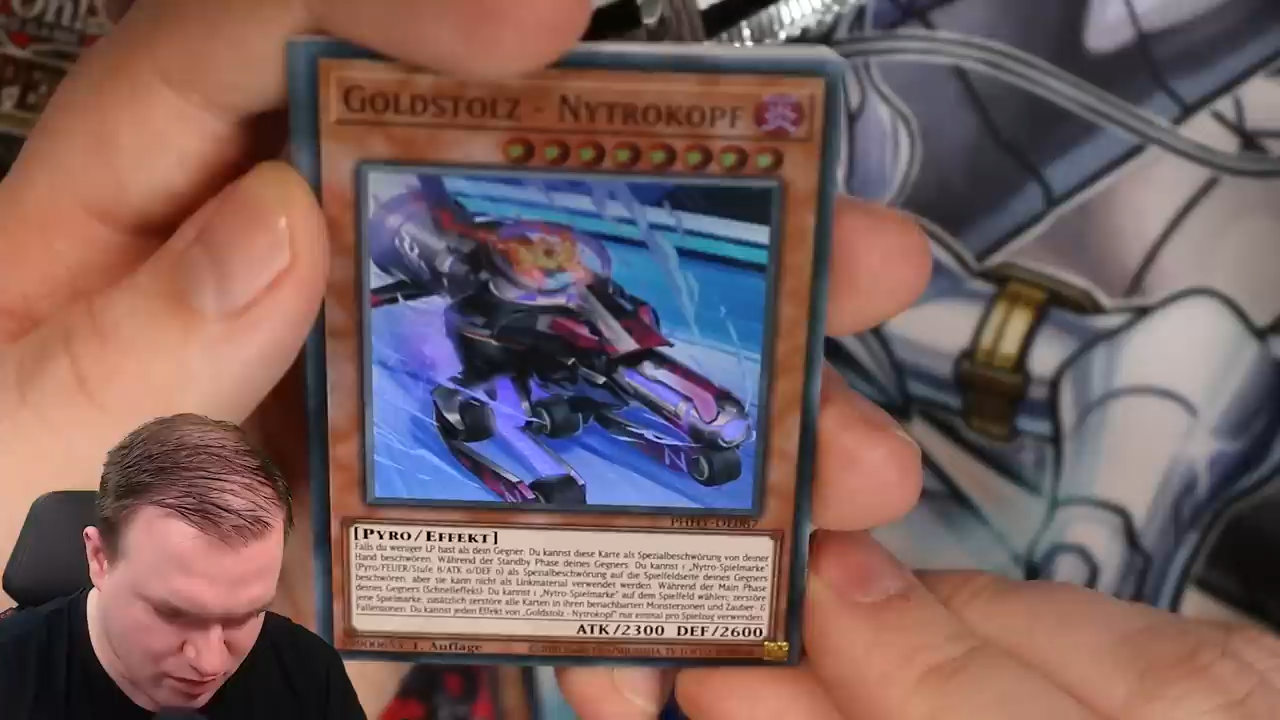 GOLDSTOLZ - NYTROKOPF
PHHY-DE087
[PYRO/EFFEKT]
Falls du weniger LP hast als dein Gegner: Du kannst diese Karte als Spezialbeschwörung von deiner
Hand beschwören. Während der Standby Phase deines Gegners: Du kannst 1 „Nytro-Spielmarke"
(Pyro/FEUER/Stufe 8/ATK 0/DEF 0) als Spezialbeschwörung auf die Spielfeldseite deines Gegners
beschwören, aber sie kann nicht als Linkmaterial verwendet werden. Während der Main Phase
deines Gegners (Schnelleffekt): Du kannst 1 „Nytro-Spielmarke" auf dem Spielfeld wählen; zerstöre
jene Spielmarke, zusätzlich zerstöre alle Karten in ihren benachbarten Monsterzonen und Zauber- &
Fallenzonen. Du kannst jeden Effekt von „Goldstolz - Nytrokopf" nur einmal pro Spielzug verwenden.
ATK/2300 DEF/2600
1. Auflage